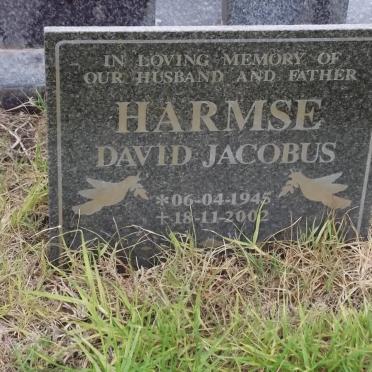 IN LOVING MEMORY OF
OUR HUSBAND AND FATHER
HARMSE
DAVID JACOBUS
*06-04-1945
+18-11-2002